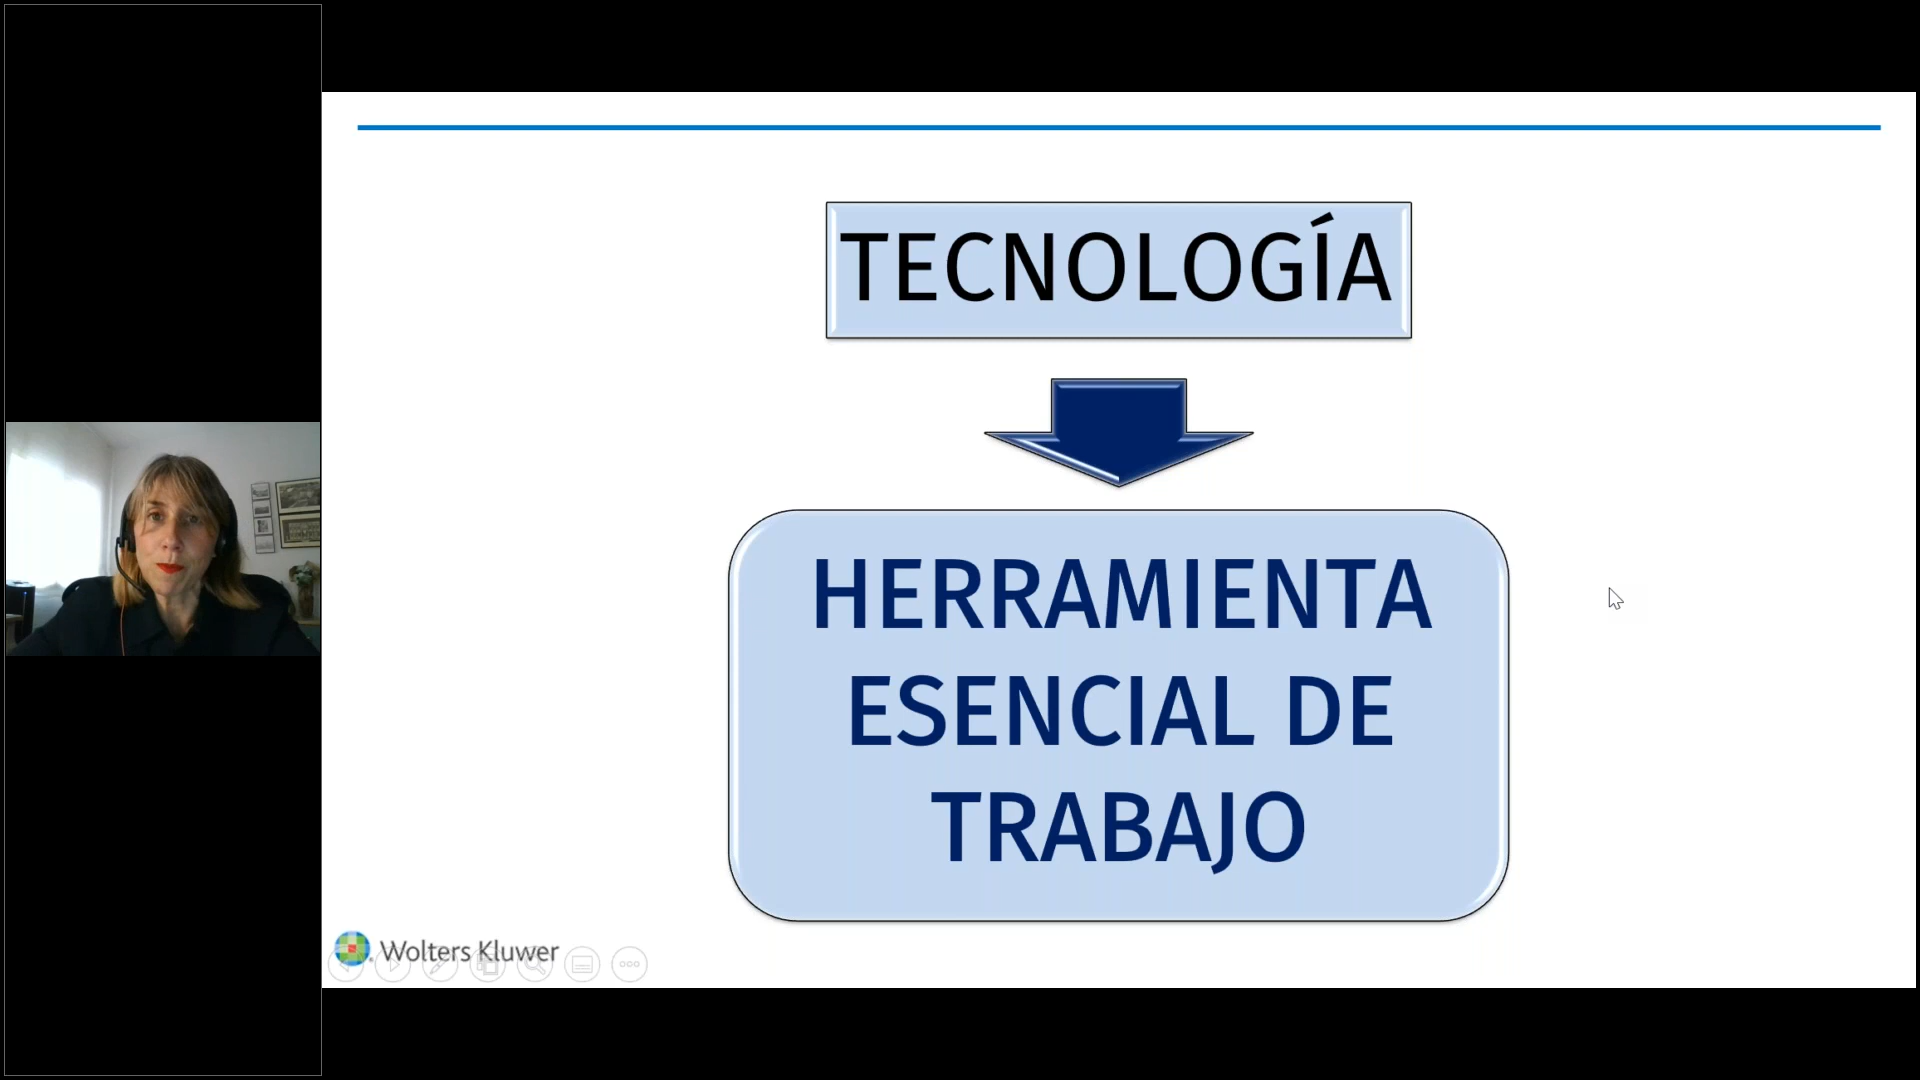 TECNOLOGÍA
HERRAMIENTA
ESENCIAL DE
TRABAJO
Wolters Kluwer